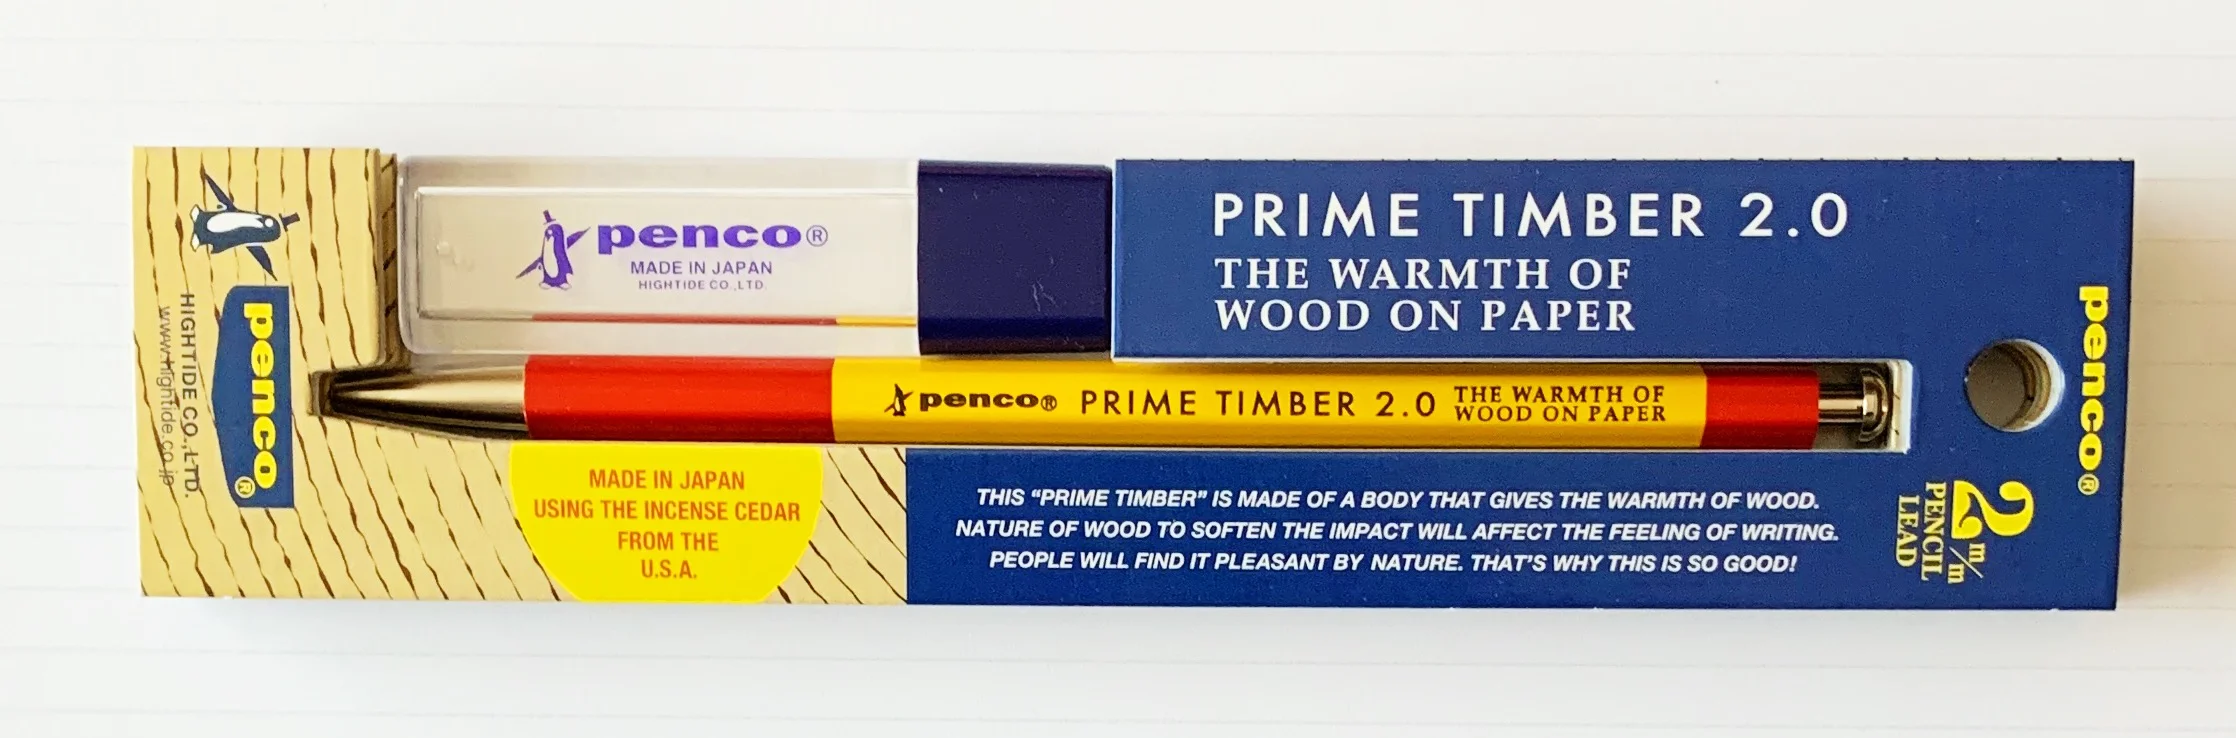 penco®
HIGHTIDE CO.,LTD.
www.hightide.co.jp
penco®
MADE IN JAPAN
HIGHTIDE CO.,LTD
PRIME TIMBER 2.0
THE WARMTH OF
WOOD ON PAPER
penco®
penco® PRIME TIMBER 2.0 THE WARMTH OF
WOOD ON PAPER
MADE IN JAPAN
USING THE INCENSE CEDAR
FROM THE
U.S.A.
THIS “PRIME TIMBER” IS MADE OF A BODY THAT GIVES THE WARMTH OF WOOD.
NATURE OF WOOD TO SOFTEN THE IMPACT WILL AFFECT THE FEELING OF WRITING.
PEOPLE WILL FIND IT PLEASANT BY NATURE. THAT'S WHY THIS IS SO GOOD!
2 m/m
PENCIL
LEAD